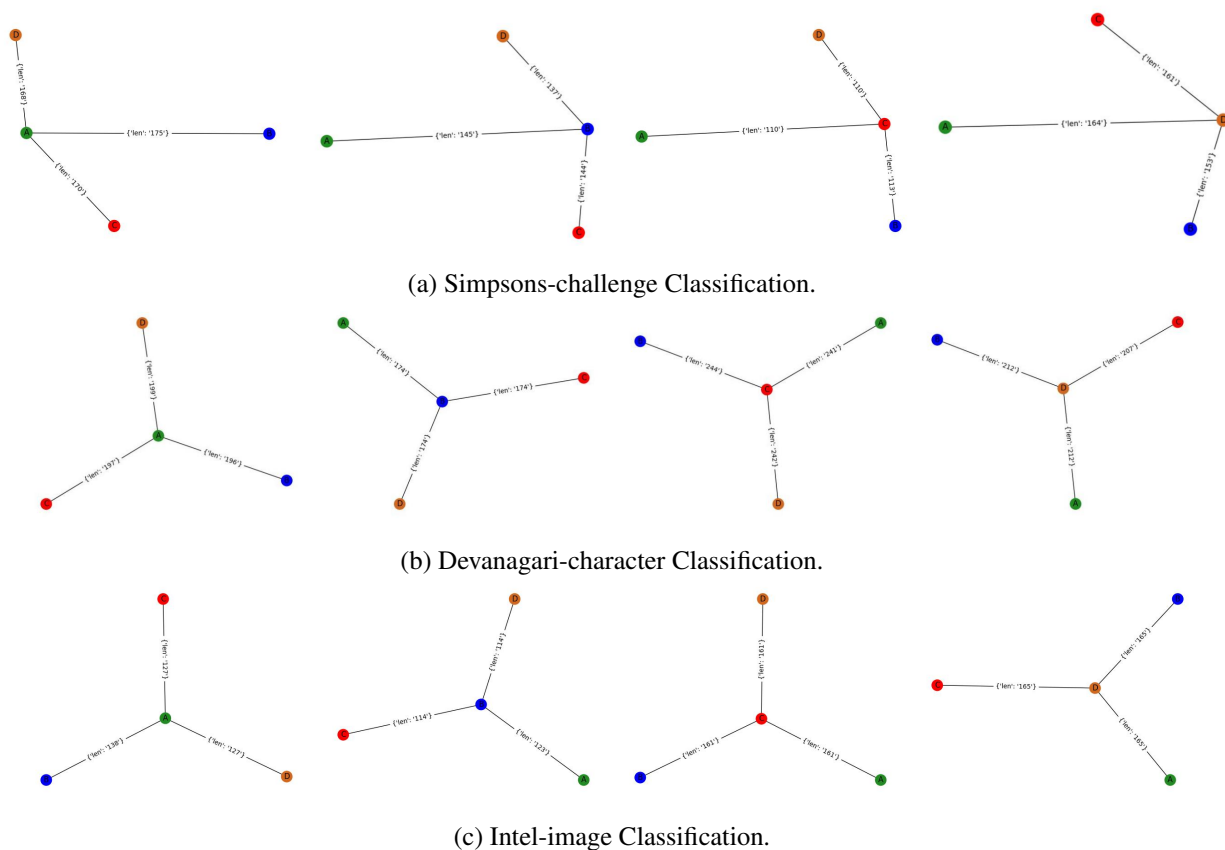 D
{'len': '168'}
A
{'len': '175'}
B
{'len': '170'}
C
D
{'len': '137'}
A
{'len': '145'}
B
{'len': '144'}
C
D
{'len': '110'}
A
{'len': '110'}
C
{'len': '113'}
B
C
{'len': '161'}
A
{'len': '164'}
D
{'len': '153'}
(a) Simpsons-challenge Classification.
D
{'len': '199'}
A
{'len': '197'}
{'len': '196'}
C
B
A
{'len': '174'}
C
{'len': '174'}
B
{'len': '174'}
D
B
{'len': '244'}
A
{'len': '241'}
C
{'len': '242'}
D
B
{'len': '212'}
C
{'len': '207'}
D
{'len': '212'}
A
(b) Devanagari-character Classification.
C
{'len': '127'}
A
{'len': '138'}
{'len': '127'}
B
D
D
{'len': '114'}
B
{'len': '114'}
C
{'len': '123'}
A
D
{'len': '161'}
C
{'len': '161'}
{'len': '161'}
B
A
B
{'len': '165'}
C
{'len': '165'}
D
{'len': '165'}
A
(c) Intel-image Classification.